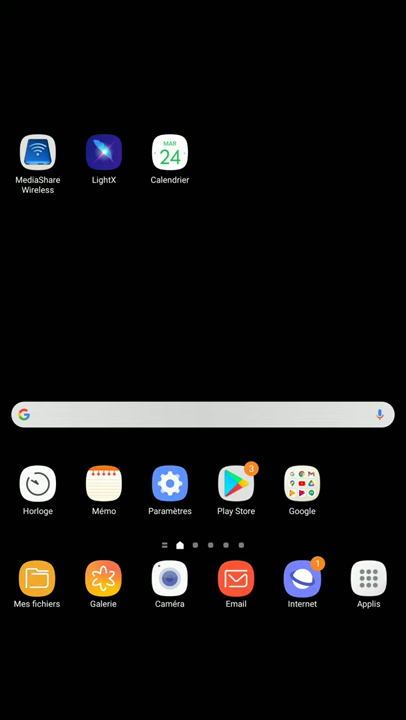 MAR
24
MediaShare
Wireless
LightX
Calendrier
3
Horloge
Mémo
Paramètres
Play Store
Google
1
Mes fichiers
Galerie
Caméra
Email
Internet
Applis